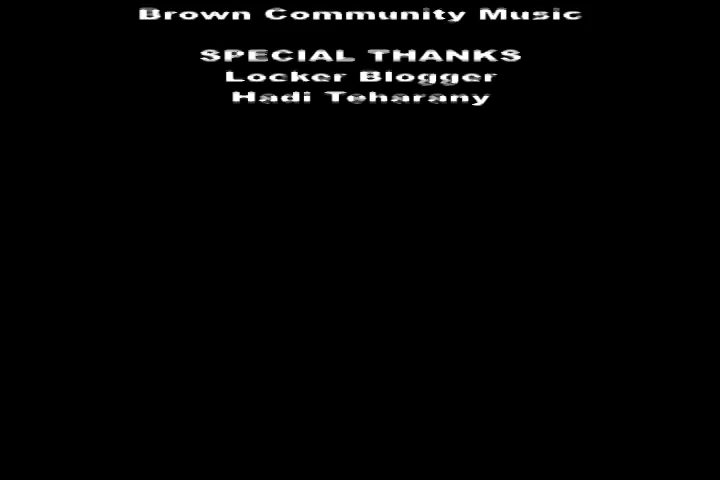 Brown Community Music
SPECIAL THANKS
Locker Blogger
Hadi Teharany